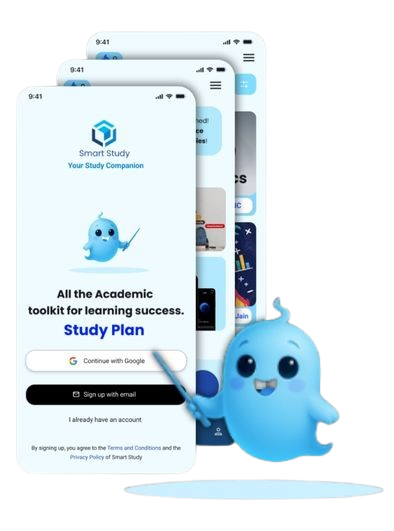 9:41
9:41
9:41
Smart Study
Your Study Companion
All the Academic
toolkit for learning success.
Study Plan
Continue with Google
Sign up with email
I already have an account
By signing up, you agree to the Terms and Conditions and the
Privacy Policy of Smart Study
Jain